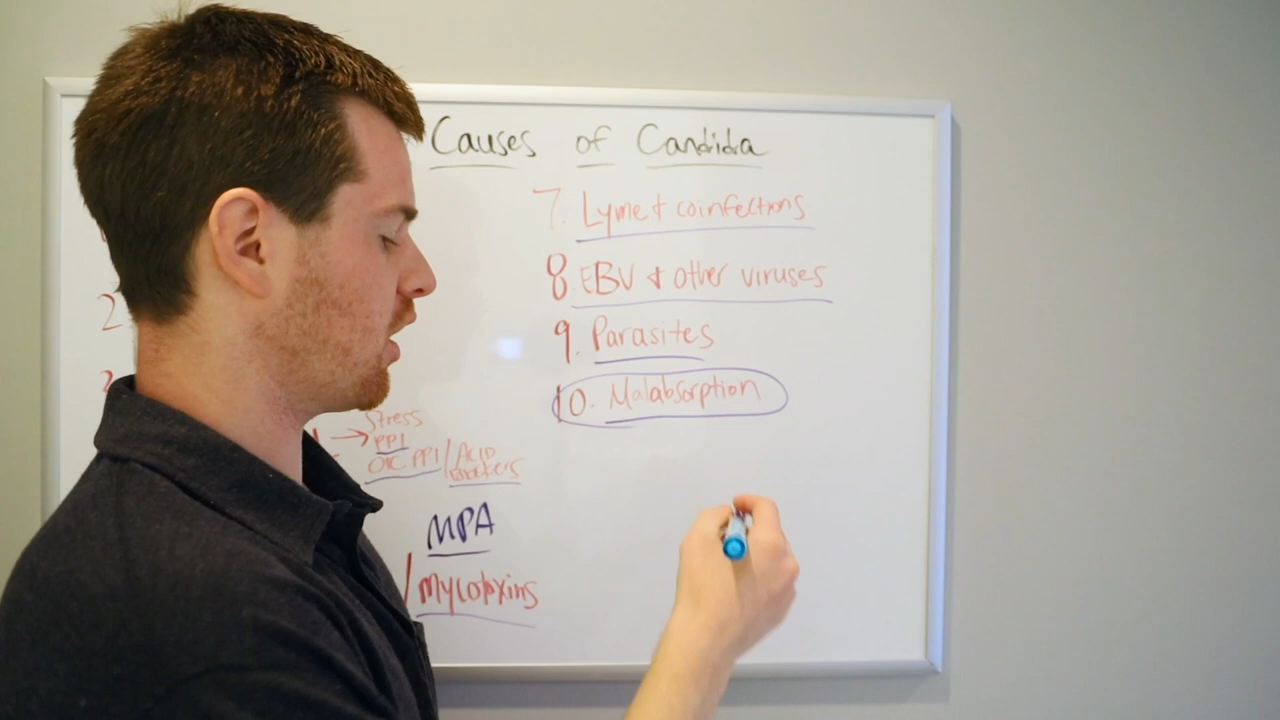 Causes of Candida
2.
→ Stress
PPI
OTC PPI / ACID
MPA
/ mycotoxins
7. Lyme + coinfections
8. EBV + other viruses
9. Parasites
10. Malabsorption